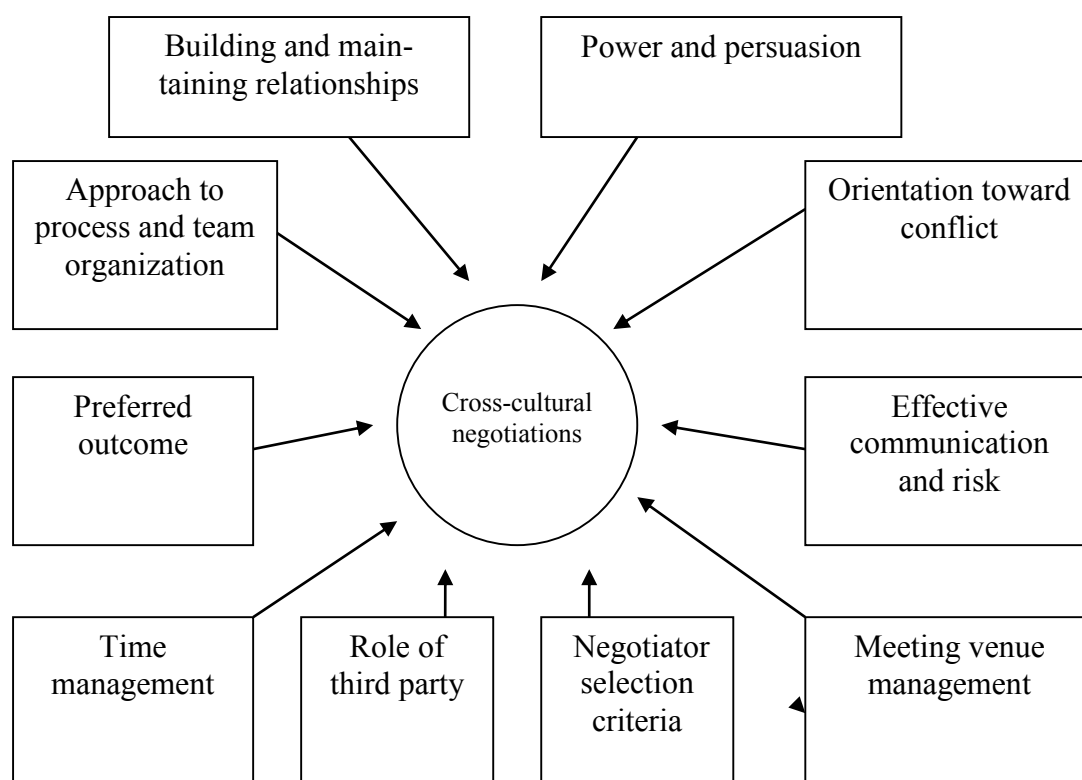 Building and main-
taining relationships
Power and persuasion
Approach to
process and team
organization
Orientation toward
conflict
Cross-cultural
negotiations
Preferred
outcome
Effective
communication
and risk
Time
management
Role of
third party
Negotiator
selection
criteria
Meeting venue
management